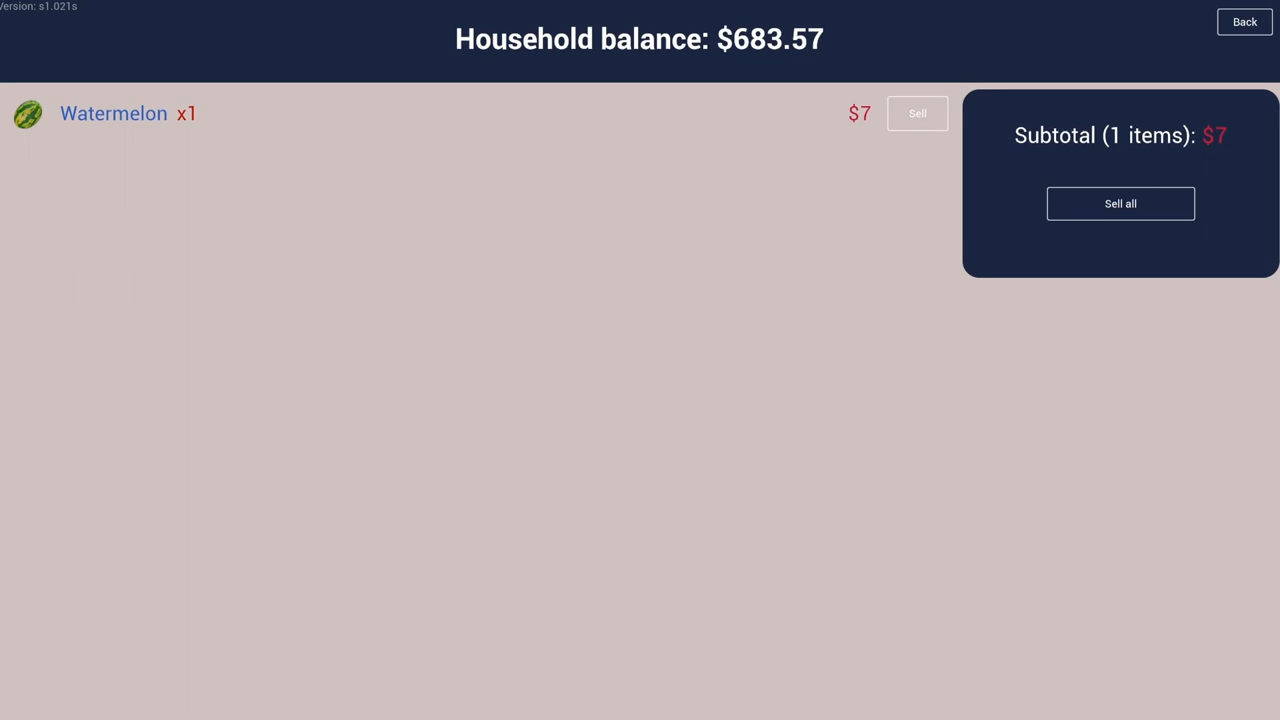 Version: s1.021s
Household balance: $683.57
Back
Watermelon x1
$7
Sell
Subtotal (1 items): $7
Sell all